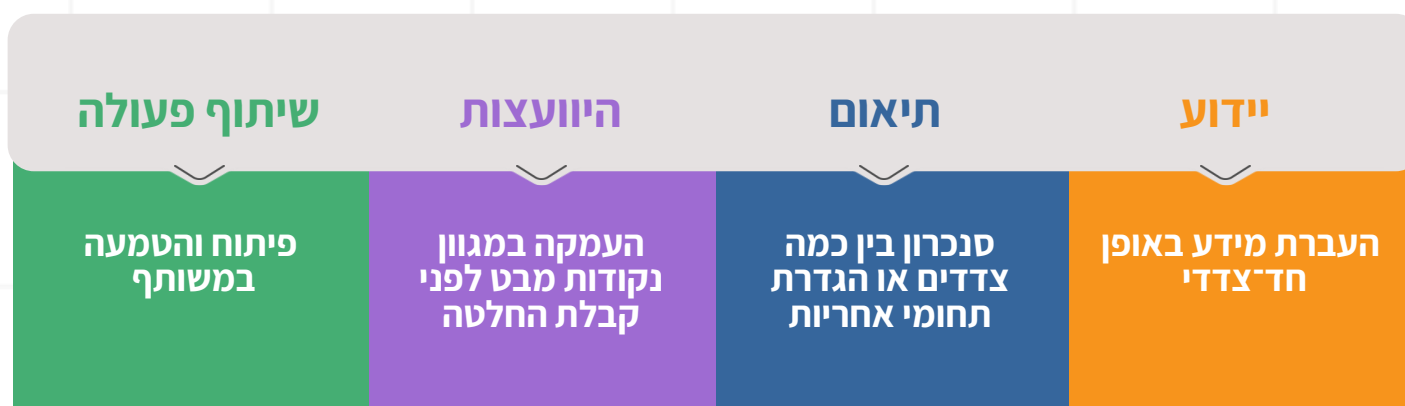 יידוע
תיאום
היוועצות
שיתוף פעולה
העברת מידע באופן
חד־צדדי
סנכרון בין כמה
צדדים או הגדרת
תחומי אחריות
העמקה במגוון
נקודות מבט לפני
קבלת החלטה
פיתוח והטמעה
במשותף